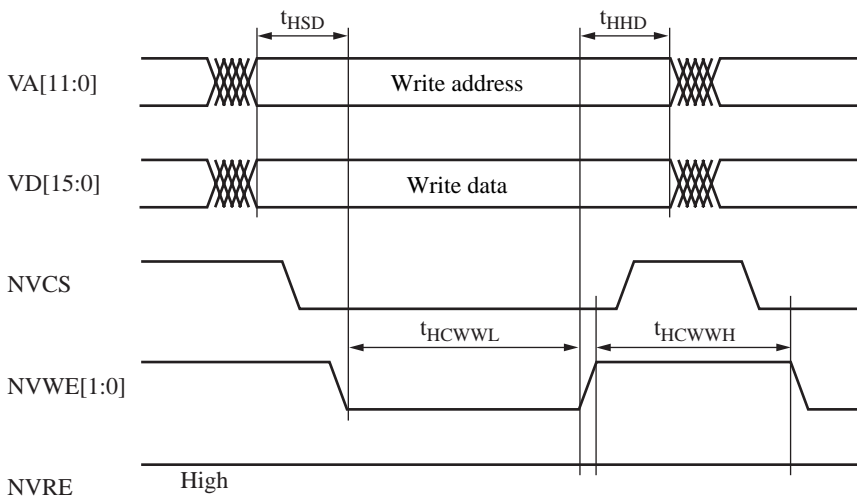 tHSD tHHD
VA[11:0] Write address
VD[15:0] Write data
NVCS
tHCWWL tHCWWH
NVWE[1:0]
NVRE High